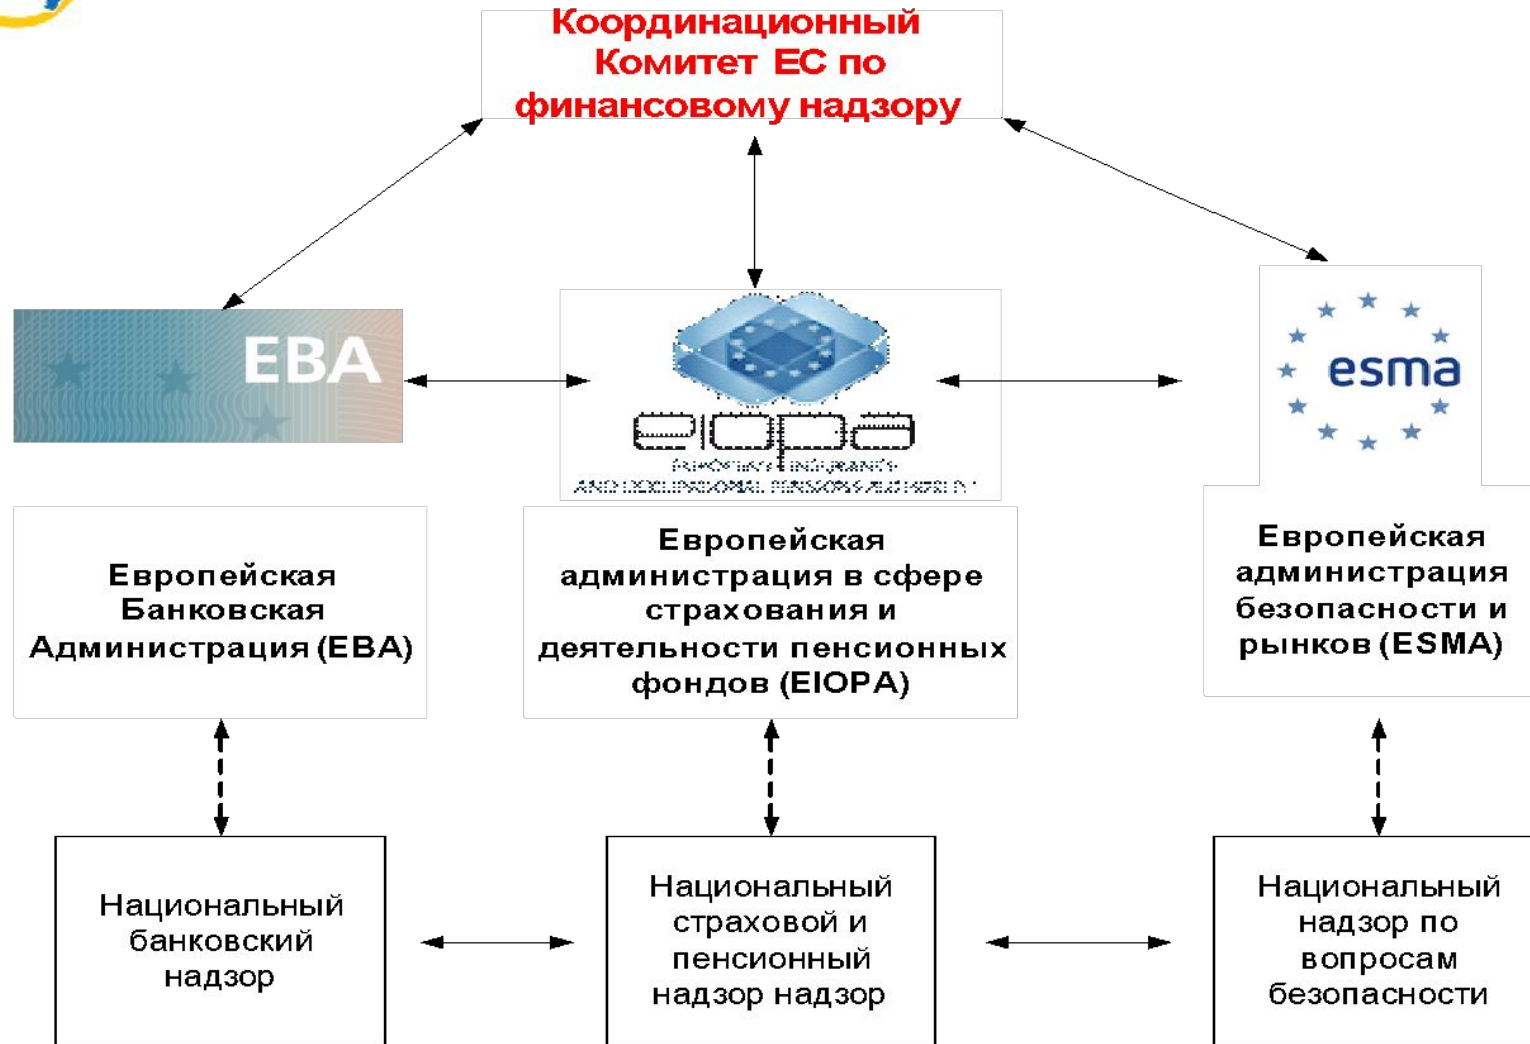 Координационный
Комитет ЕС по
финансовому надзору
EBA
eiopa
esma
Европейская
Банковская
Администрация (EBA)
Европейская
администрация в сфере
страхования и
деятельности пенсионных
фондов (EIOPA)
Европейская
администрация
безопасности и
рынков (ESMA)
Национальный
банковский
надзор
Национальный
страховой и
пенсионный
надзор надзор
Национальный
надзор по
вопросам
безопасности